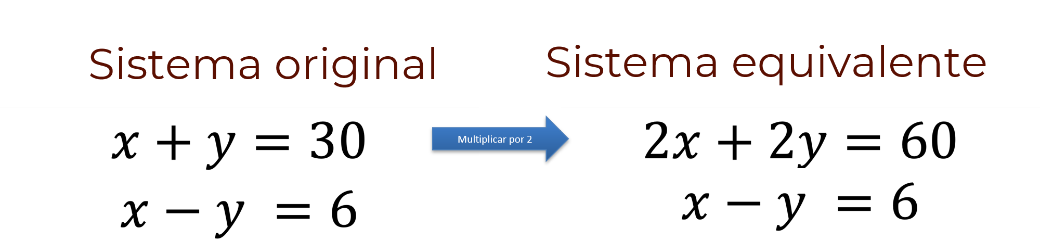 Sistema original
x + y = 30
x − y = 6
Multiplicar por 2
Sistema equivalente
2x + 2y = 60
x − y = 6